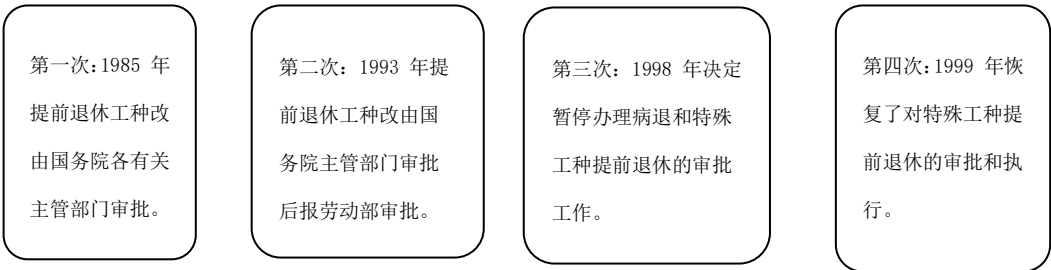 第一次：1985 年
提前退休工种改
由国务院各有关
主管部门审批。
第二次：1993 年提
前退休工种改由国
务院主管部门审批
后报劳动部审批。
第三次：1998 年决定
暂停办理病退和特殊
工种提前退休的审批
工作。
第四次：1999 年恢
复了对特殊工种提
前退休的审批和执
行。